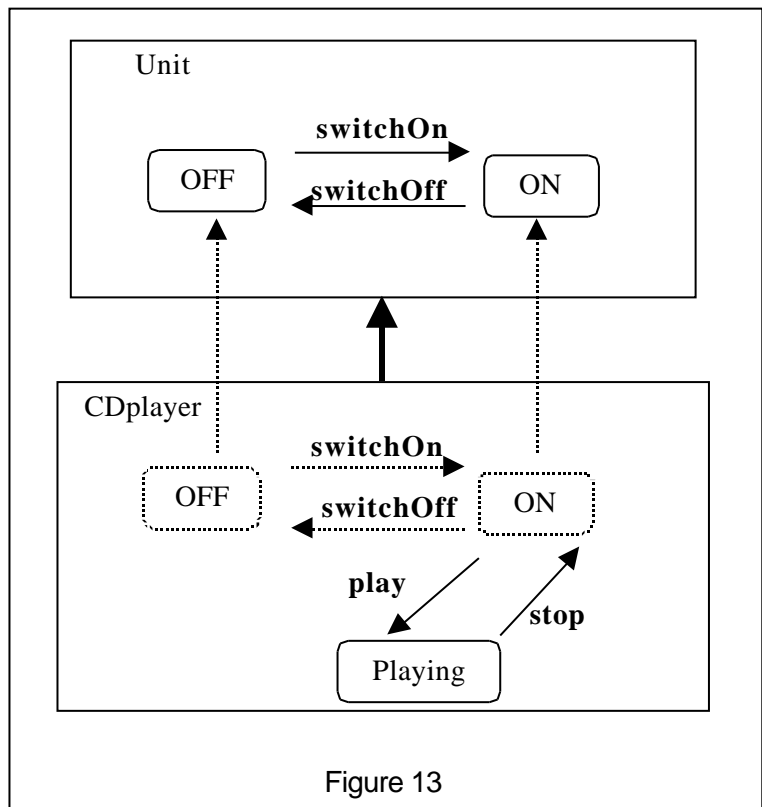 Unit
switchOn
OFF
switchOff
ON
CDplayer
switchOn
OFF
switchOff
ON
play
stop
Playing
Figure 13